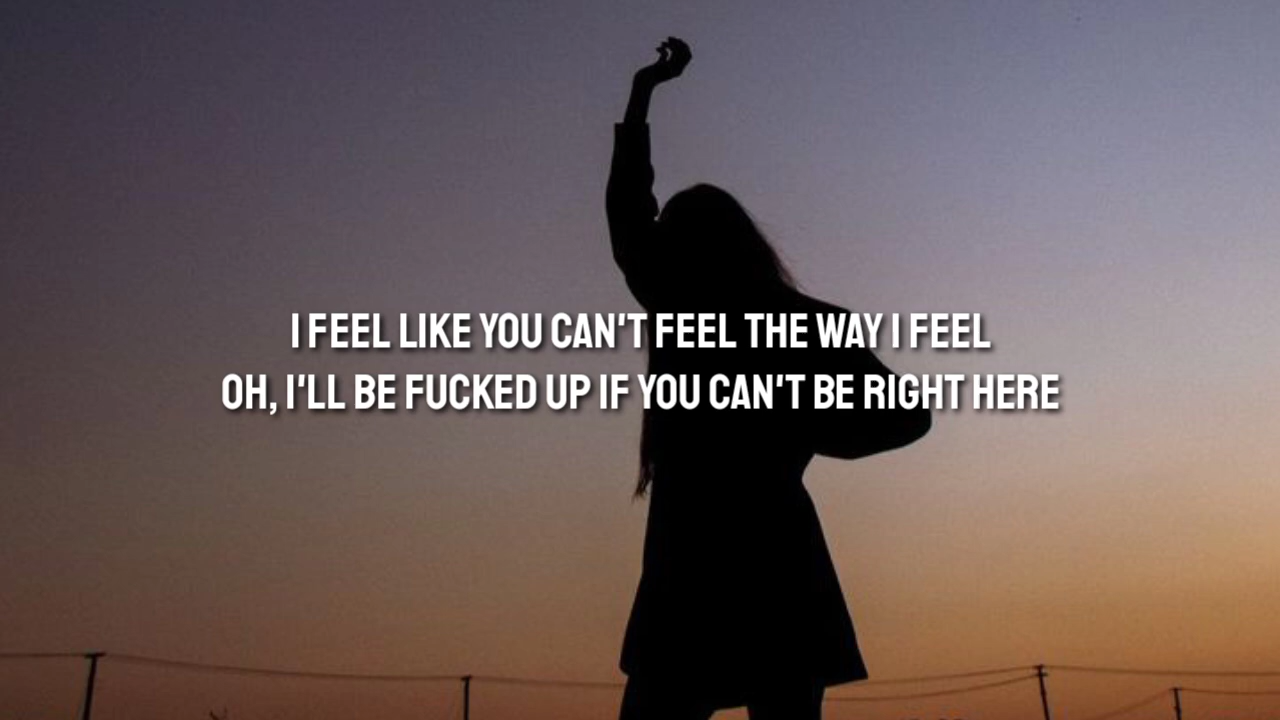 I FEEL LIKE YOU CAN'T FEEL THE WAY I FEEL
OH, I'LL BE FUCKED UP IF YOU CAN'T BE RIGHT HERE